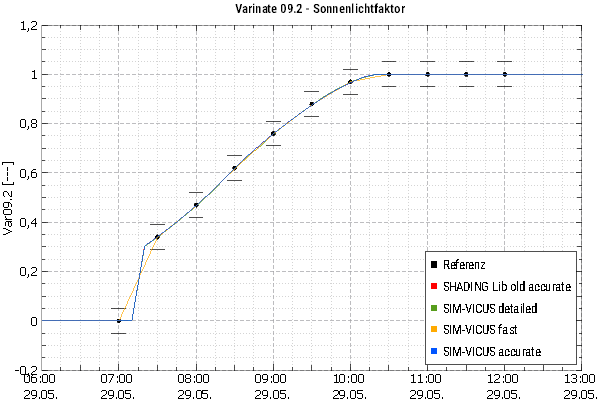 Varinate 09.2 - Sonnenlichtfaktor
1,2
1
0,8
0,6
0,4
0,2
0
-0,2
Var09.2 [---]
Referenz
SHADING Lib old accurate
SIM-VICUS detailed
SIM-VICUS fast
SIM-VICUS accurate
06:00 07:00 08:00 09:00 10:00 11:00 12:00 13:00
29.05. 29.05. 29.05. 29.05. 29.05. 29.05. 29.05. 29.05.